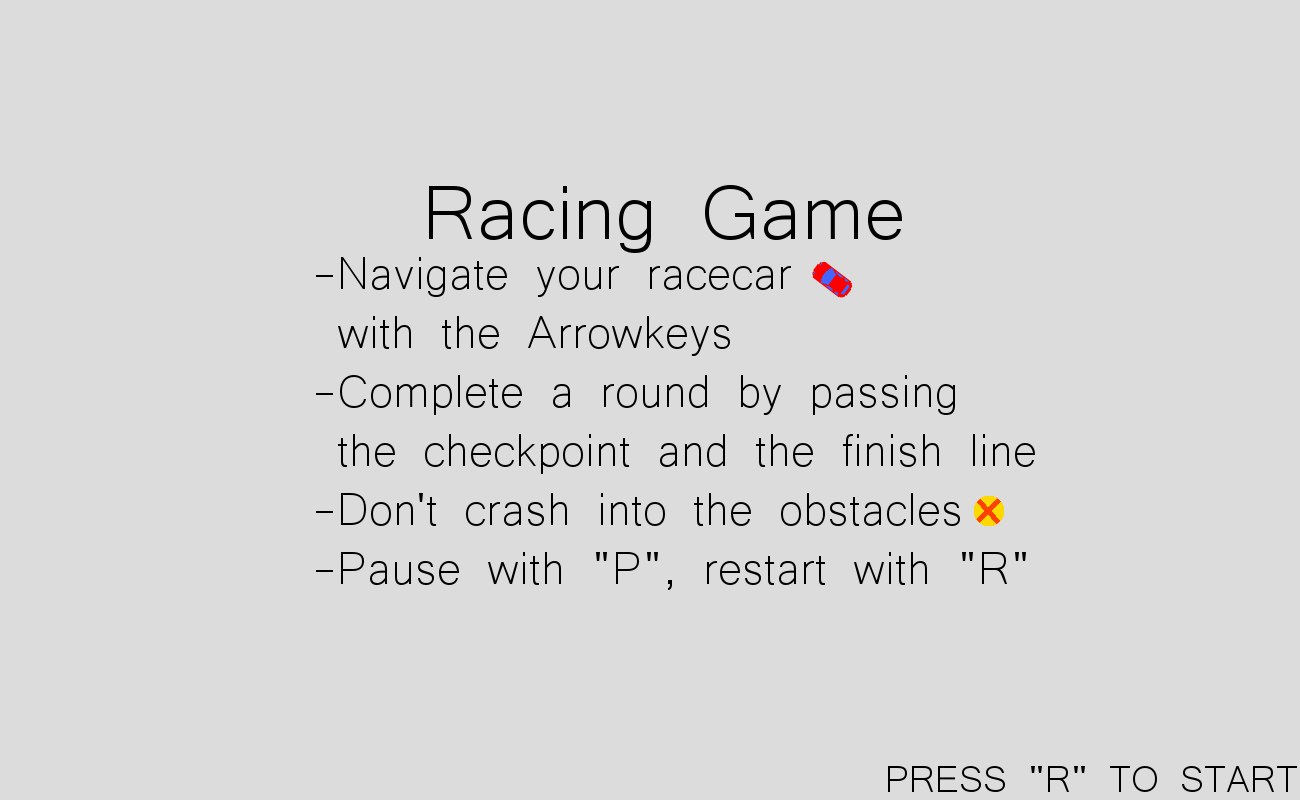 Racing Game
-Navigate your racecar
with the Arrowkeys
-Complete a round by passing
the checkpoint and the finish line
-Don't crash into the obstacles
-Pause with "P", restart with "R"
PRESS "R" TO START